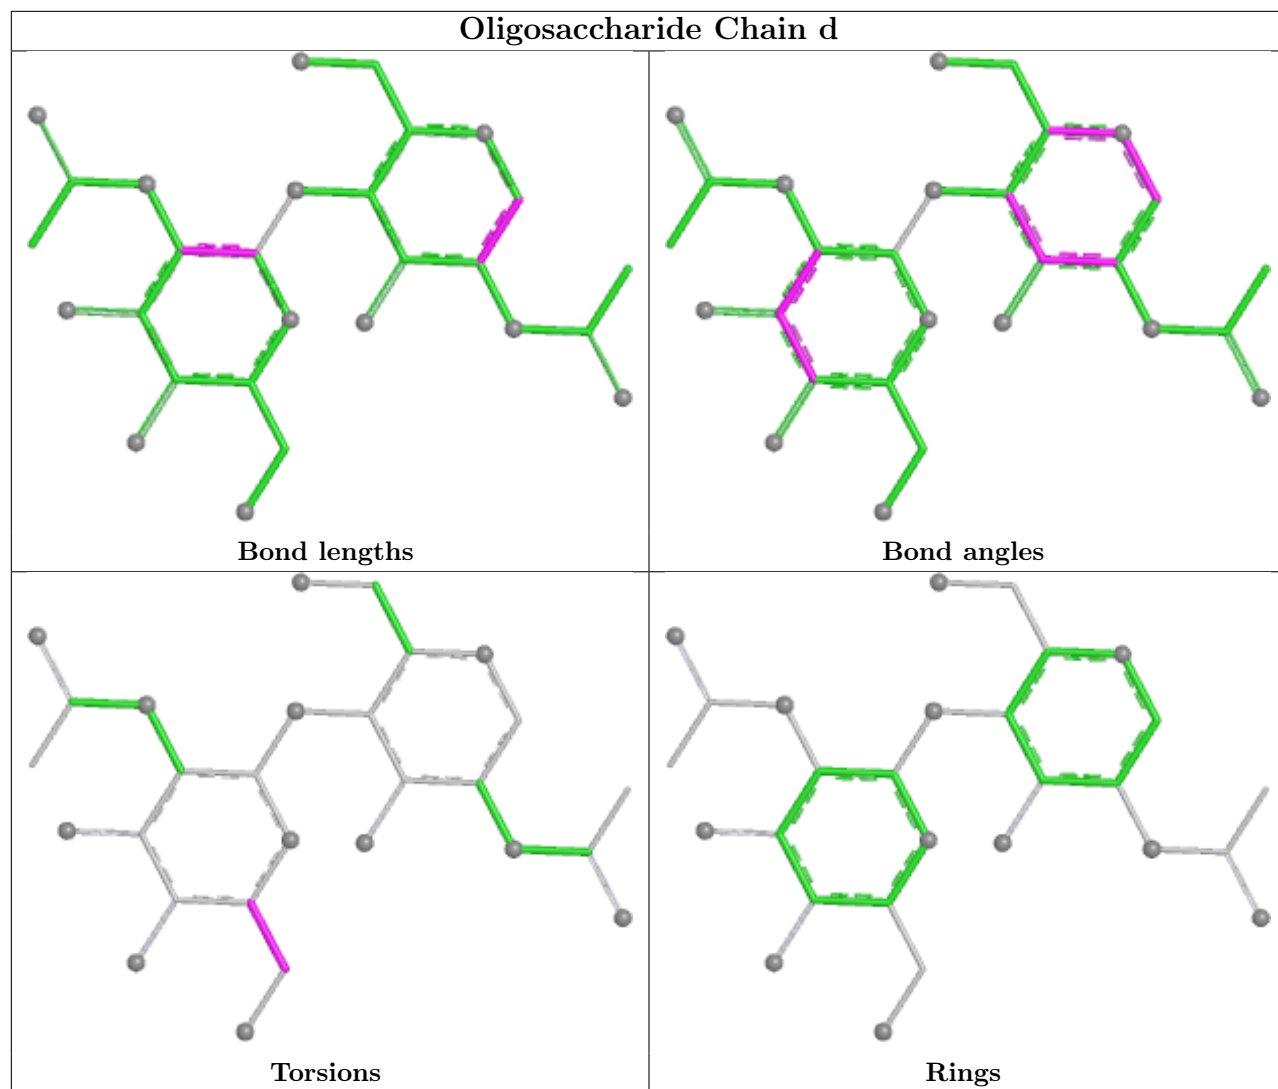 Oligosaccharide Chain d
Bond lengths
Bond angles
Torsions
Rings